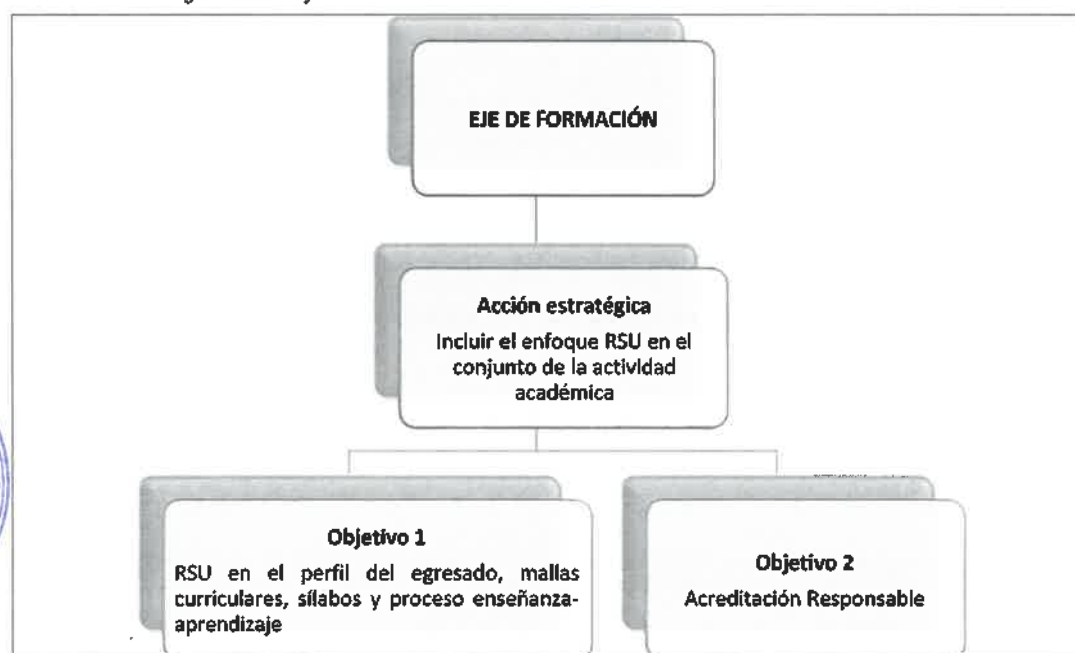 EJE DE FORMACIÓN
Acción estratégica
Incluir el enfoque RSU en el
conjunto de la actividad
académica
Objetivo 1
RSU en el perfil del egresado, mallas
curriculares, sílabos y proceso enseñanza-
aprendizaje
Objetivo 2
Acreditación Responsable